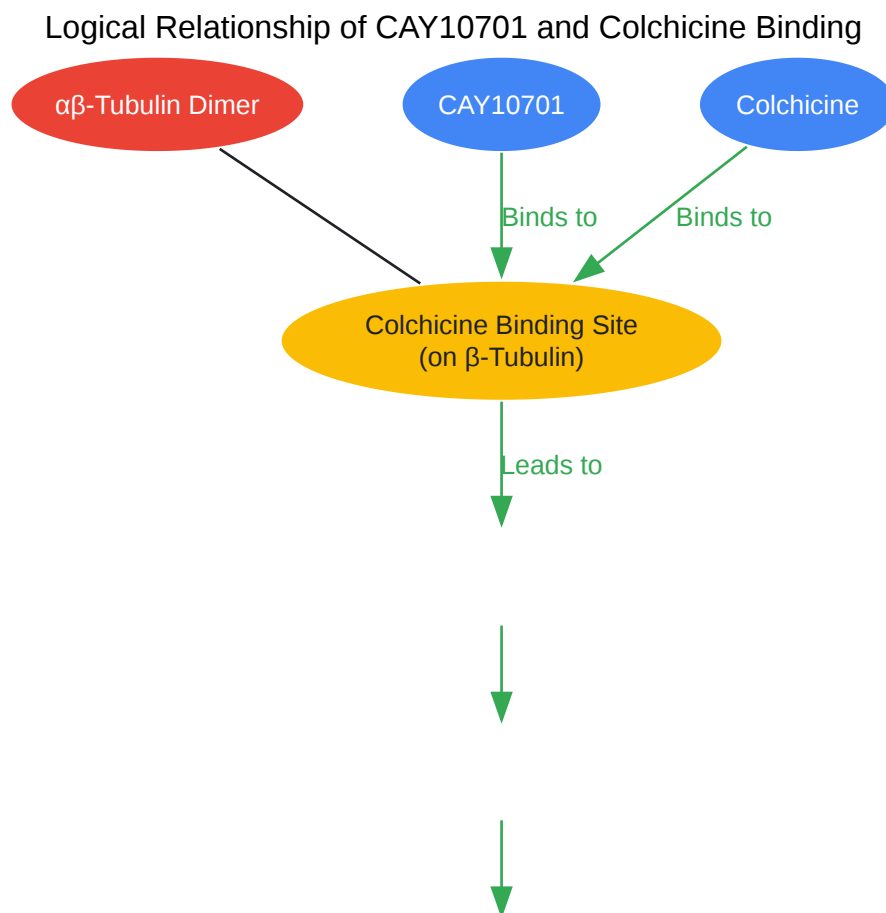 Logical Relationship of CAY10701 and Colchicine Binding
αβ-Tubulin Dimer
CAY10701
Colchicine
Binds to
Binds to
Colchicine Binding Site
(on β-Tubulin)
Leads to